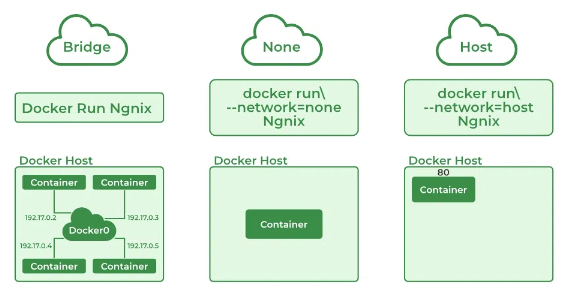 Bridge
None
Host
Docker Run Ngnix
docker run\
--network=none
Ngnix
docker run\
--network=host
Ngnix
Docker Host
Container
Container
192.17.0.2
192.17.0.3
Docker0
192.17.0.4
192.17.0.5
Container
Container
Docker Host
Container
Docker Host
80
Container